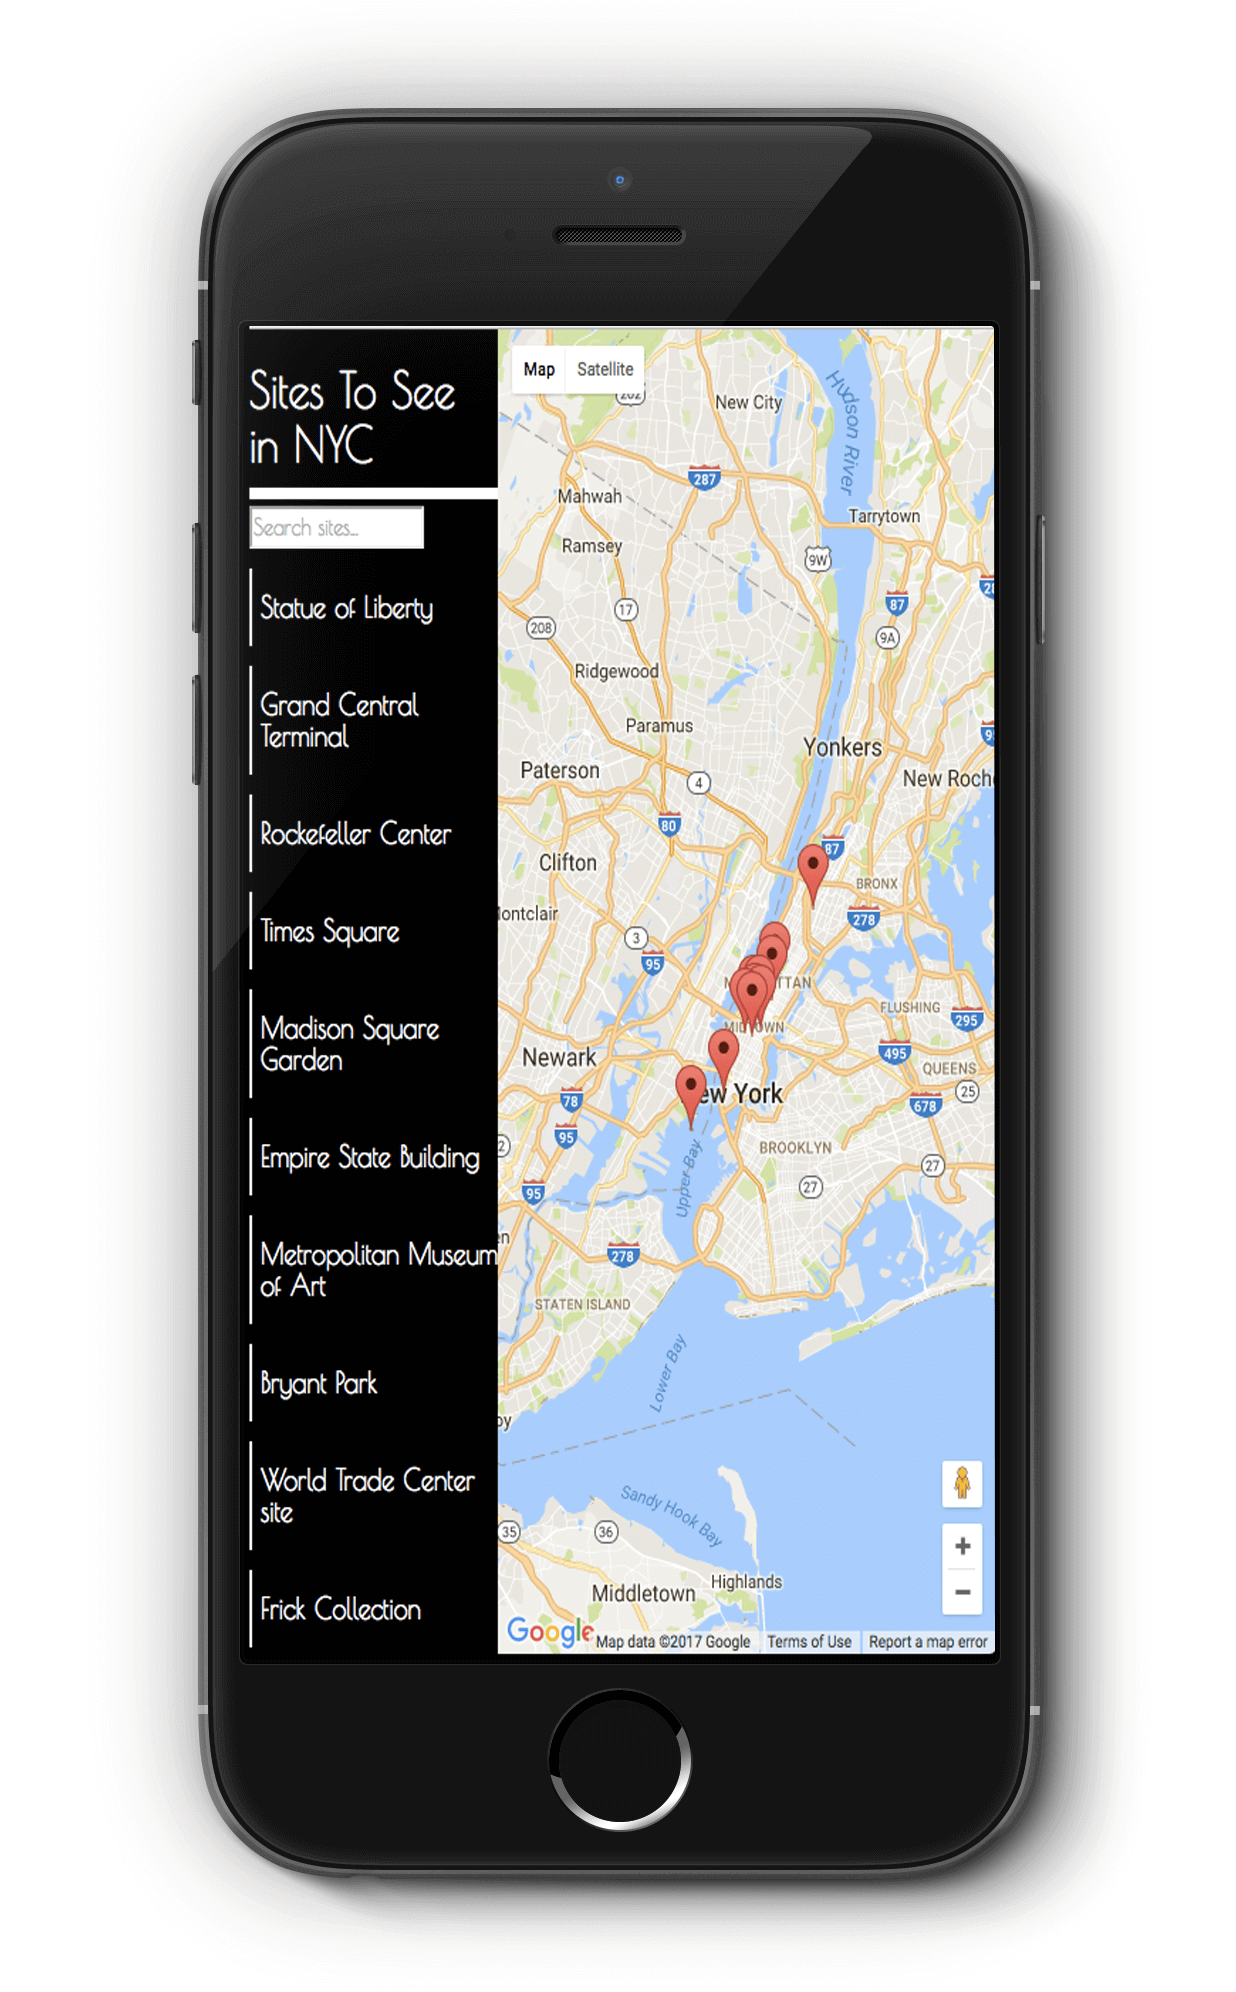 Sites To See
in NYC
Search sites...
Statue of Liberty
Grand Central
Terminal
Rockefeller Center
Times Square
Madison Square
Garden
Empire State Building
Metropolitan Museum
of Art
Bryant Park
World Trade Center
site
Frick Collection
Map
Satellite
202
New City
Hudson River
287
Mahwah
Tarrytown
Ramsey
9W
87
17
208
9A
Ridgewood
Paramus
Yonkers
Paterson
New Roch
4
80
87
Clifton
BRONX
ontclair
278
3
95
FLUSHING
295
MIDTOWN
Newark
495
QUEENS
78
New York
25
678
95
BROOKLYN
27
27
Upper Bay
95
278
STATEN ISLAND
Lower Bay
Sandy Hook Bay
35
36
Highlands
Middletown
Google
Map data ©2017 Google
Terms of Use
Report a map error